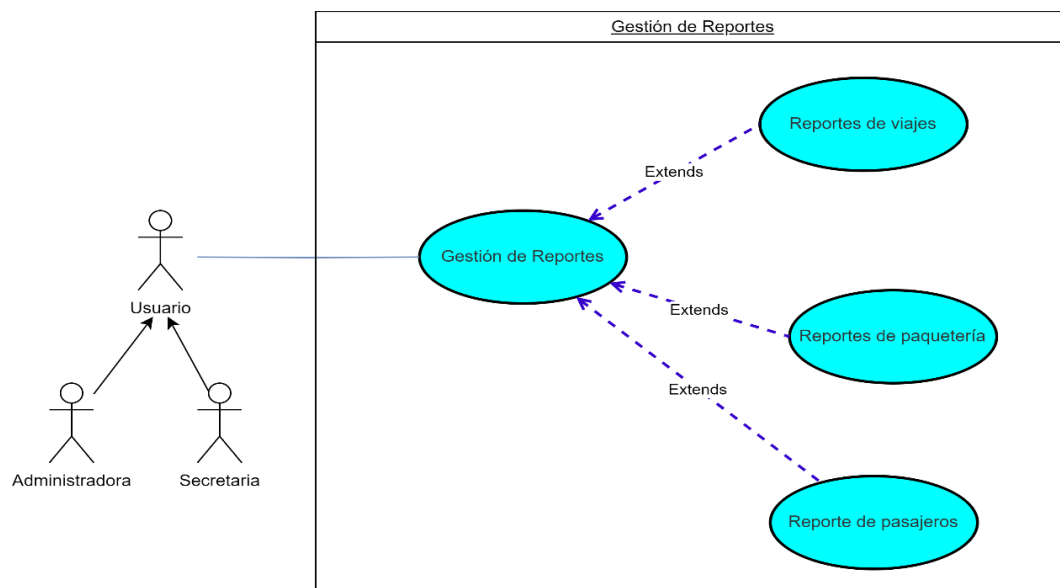 Gestión de Reportes
Reportes de viajes
Extends
Gestión de Reportes
Usuario
Extends
Reportes de paquetería
Extends
Administradora
Secretaria
Reporte de pasajeros